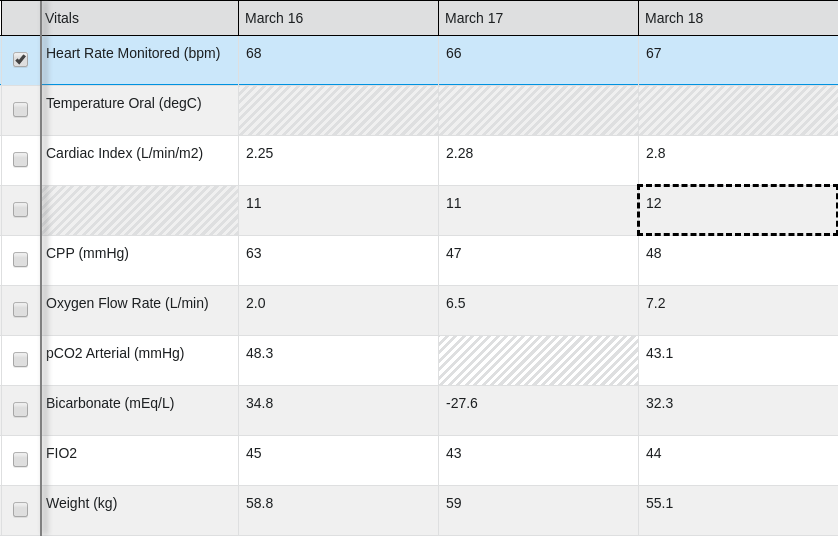 Vitals March 16 March 17 March 18
Heart Rate Monitored (bpm) 68 66 67
Temperature Oral (degC)
Cardiac Index (L/min/m2) 2.25 2.28 2.8
11 11 12
CPP (mmHg) 63 47 48
Oxygen Flow Rate (L/min) 2.0 6.5 7.2
pCO2 Arterial (mmHg) 48.3 43.1
Bicarbonate (mEq/L) 34.8 -27.6 32.3
FIO2 45 43 44
Weight (kg) 58.8 59 55.1